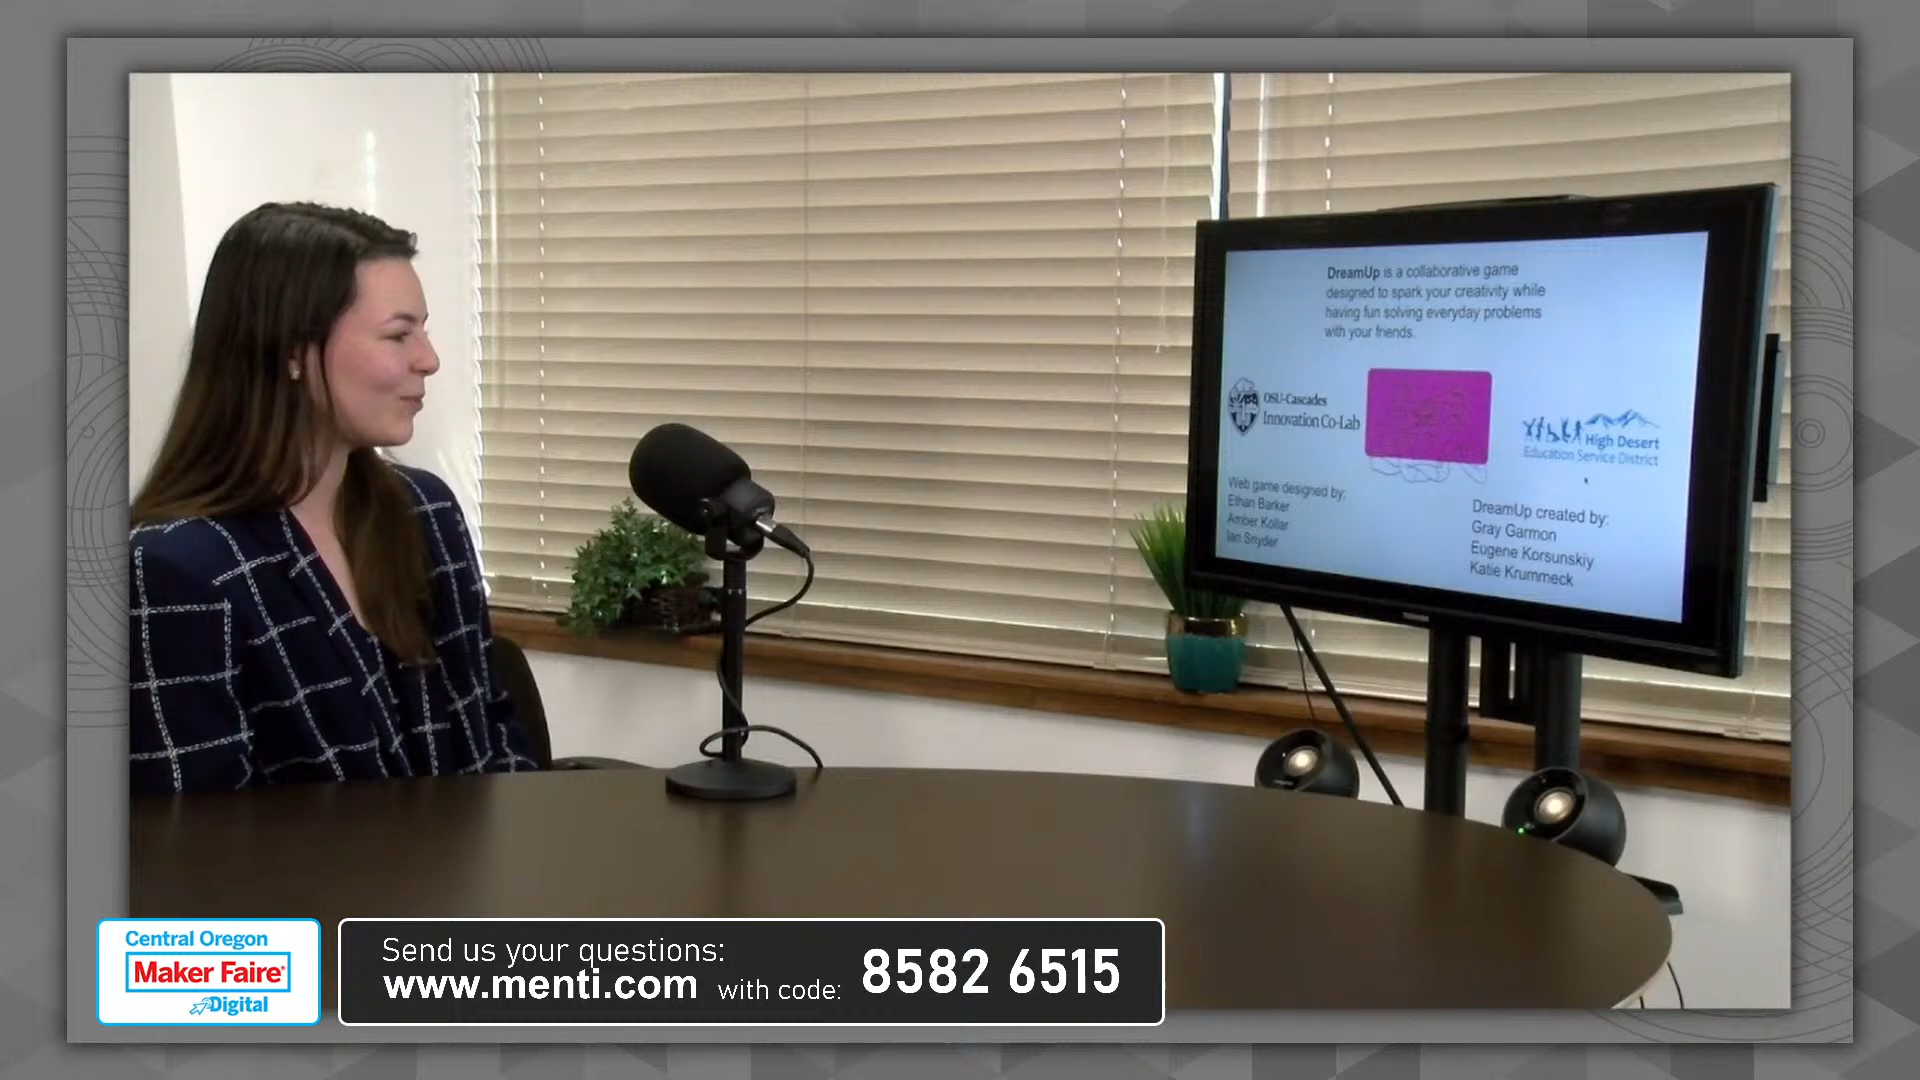 DreamUp is a collaborative game
designed to spark your creativity while
having fun solving everyday problems
with your friends.
OSU-Cascades
Innovation Co-Lab
High Desert
Education Service District
Web game designed by:
Ethan Barker
Amber Kollar
Ian Snyder
DreamUp created by:
Gray Garmon
Eugene Korsunskiy
Katie Krummeck
TOSHIBA
Central Oregon
Maker Faire
Digital
Send us your questions:
www.menti.com with code: 8582 6515